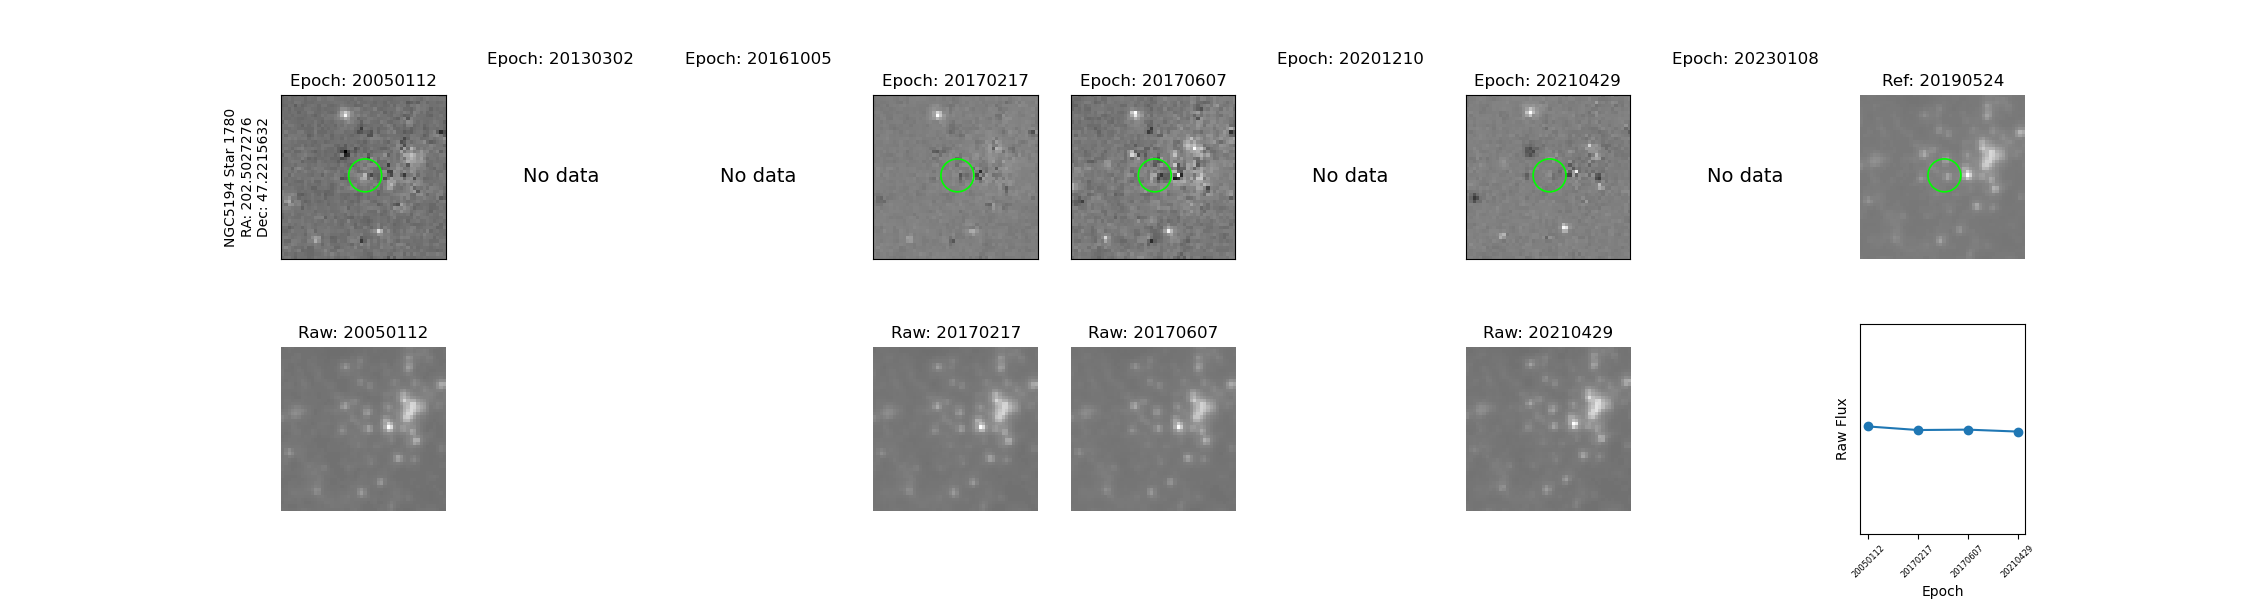 Epoch: 20130302
Epoch: 20161005
Epoch: 20201210
Epoch: 20230108
Epoch: 20050112
Epoch: 20170217
Epoch: 20170607
Epoch: 20210429
Ref: 20190524
NGC5194 Star 1780
RA: 202.5027276
Dec: 47.2215632
No data
No data
No data
No data
Raw: 20050112
Raw: 20170217
Raw: 20170607
Raw: 20210429
Raw Flux
20050112
20170217
20170607
20210429
Epoch